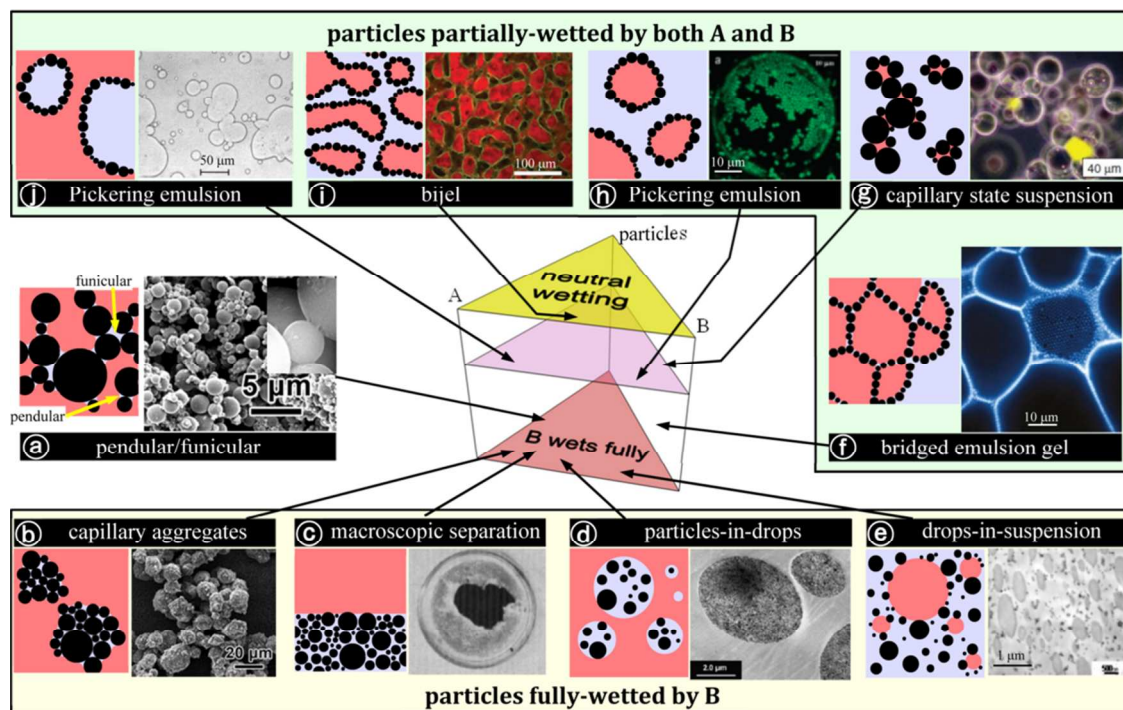 particles partially-wetted by both A and B
50 μm
100 μm
a
10 μm
40 μm
j Pickering emulsion
i bijel
h Pickering emulsion
g capillary state suspension
particles
funicular
neutral
wetting
A
B
pendular
5 μm
10 μm
a pendular/funicular
B wets fully
f bridged emulsion gel
b capillary aggregates
c macroscopic separation
d particles-in-drops
e drops-in-suspension
20 μm
2.0 μm
1 μm
particles fully-wetted by B